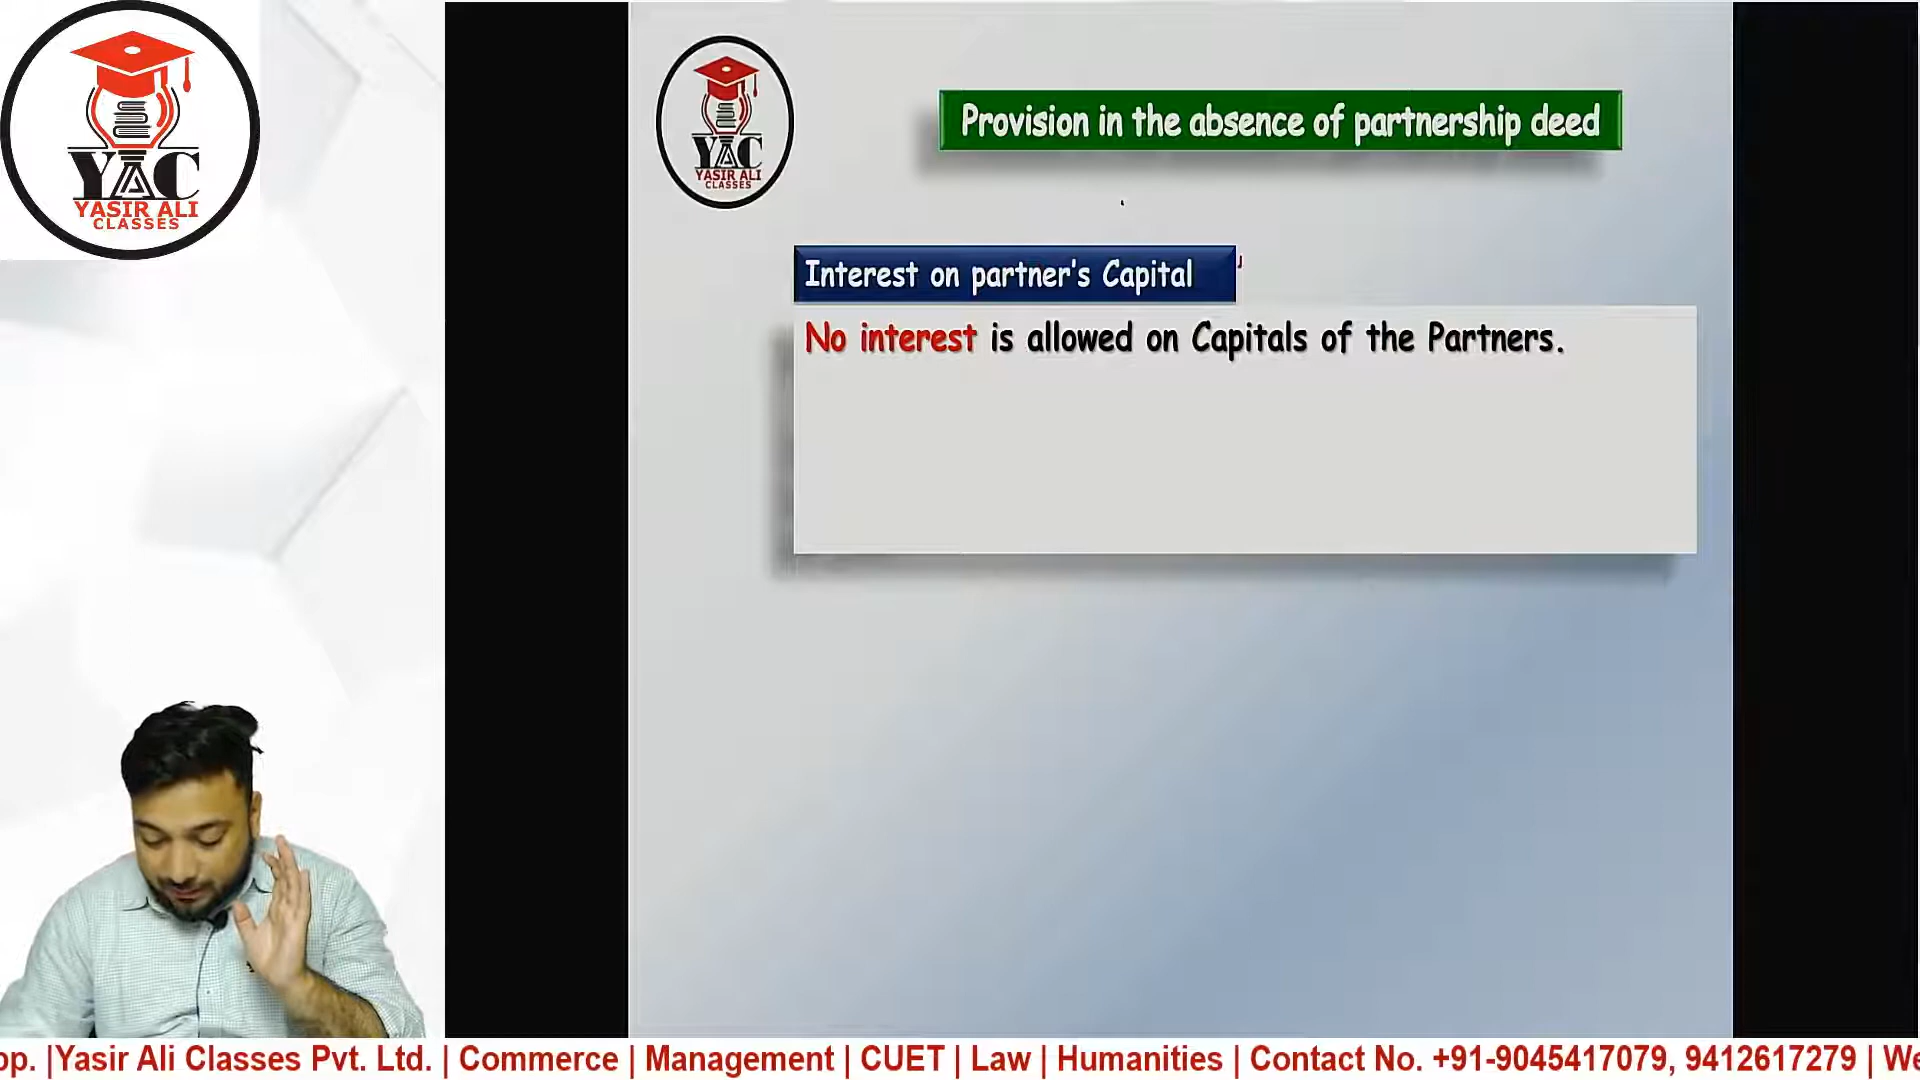 YAC
YASIR ALI
CLASSES
YAC
YASIR ALI
CLASSES
Provision in the absence of partnership deed
Interest on partner's Capital
No interest is allowed on Capitals of the Partners.
pp. |Yasir Ali Classes Pvt. Ltd. | Commerce | Management | CUET | Law | Humanities | Contact No. +91-9045417079, 9412617279 | We